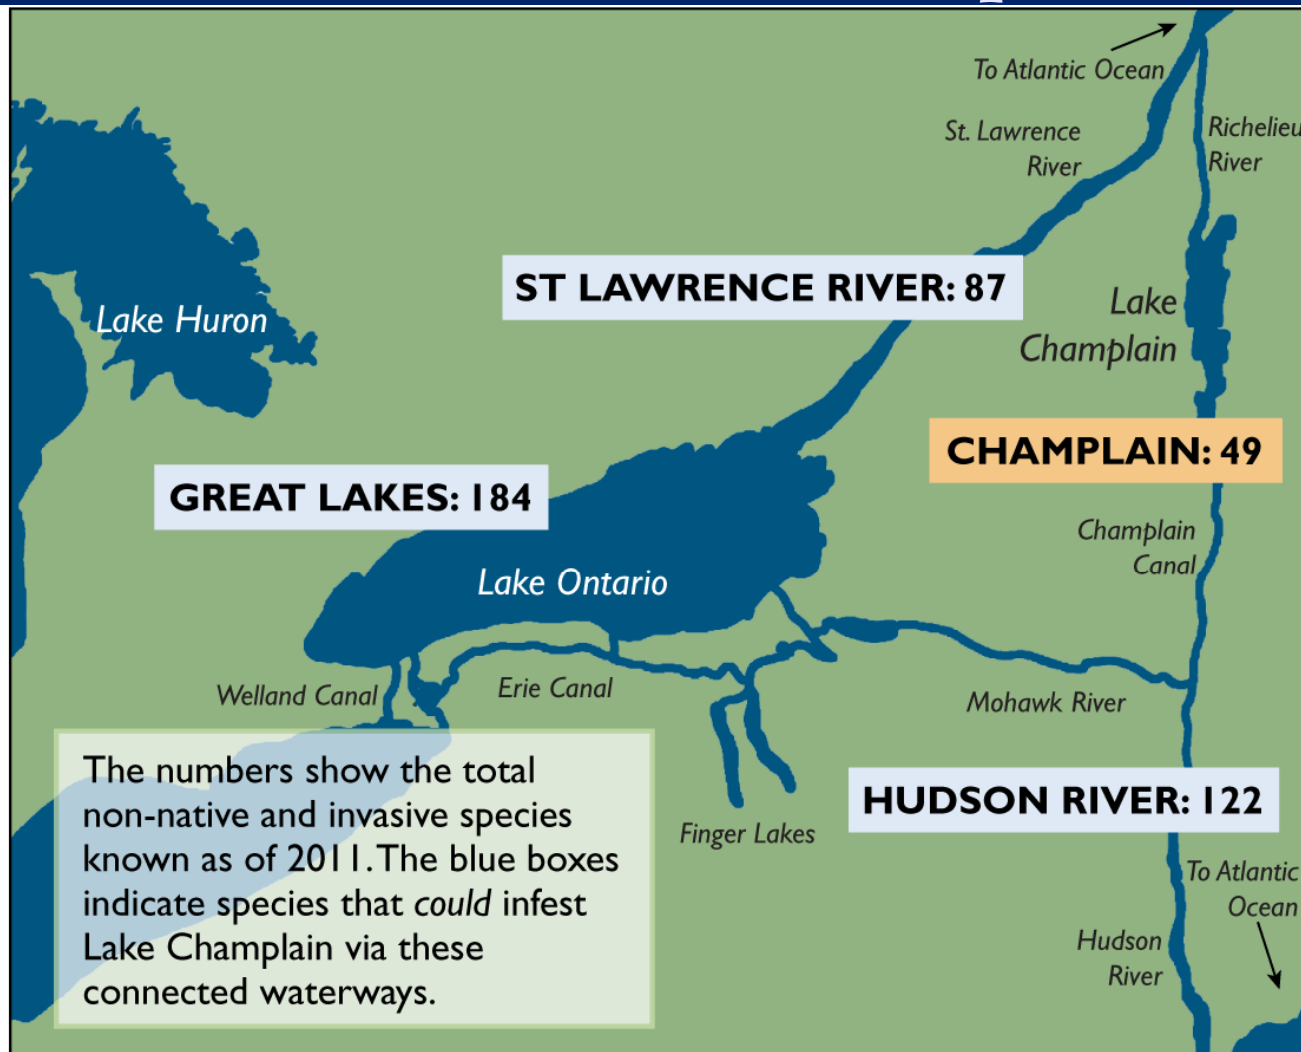 To Atlantic Ocean
St. Lawrence
River
Richelieu
River
Lake Huron
ST LAWRENCE RIVER: 87
Lake
Champlain
CHAMPLAIN: 49
GREAT LAKES: 184
Champlain
Canal
Lake Ontario
Welland Canal
Erie Canal
Mohawk River
The numbers show the total
non-native and invasive species
known as of 2011. The blue boxes
indicate species that could infest
Lake Champlain via these
connected waterways.
Finger Lakes
HUDSON RIVER: 122
To Atlantic
Ocean
Hudson
River